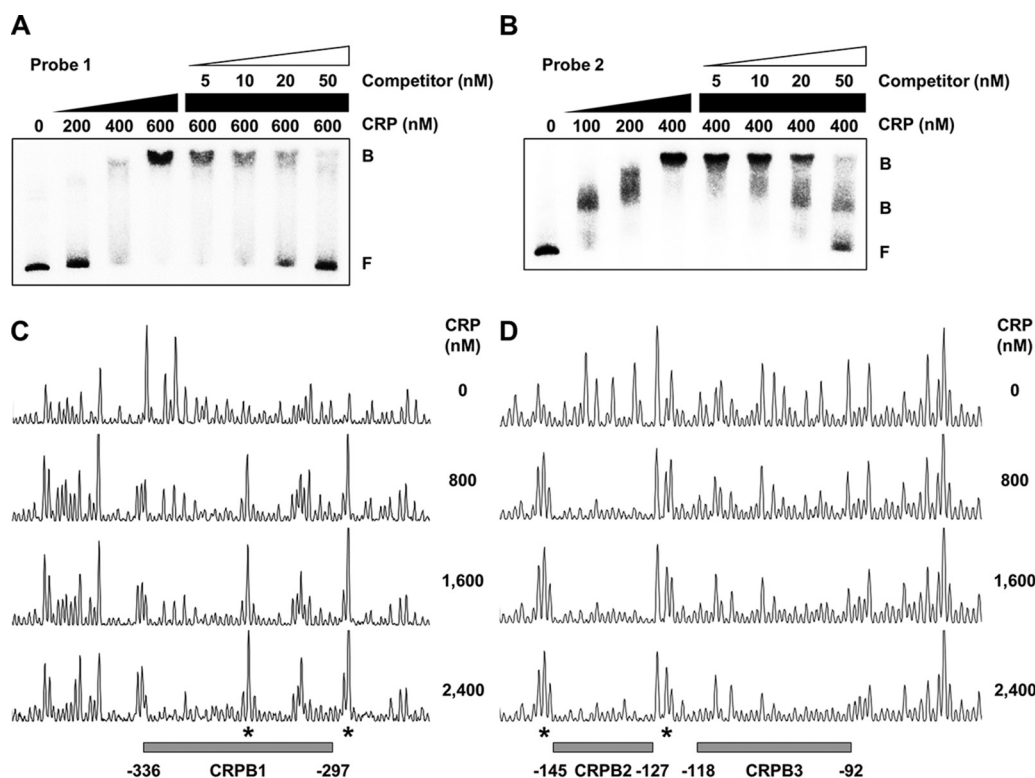 A
Probe 1
5 10 20 50 Competitor (nM)
0 200 400 600 600 600 600 600 CRP (nM)
B
F
B
Probe 2
5 10 20 50 Competitor (nM)
0 100 200 400 400 400 400 400 CRP (nM)
B
B
F
C
CRP
(nM)
0
800
1,600
2,400
* *
-336 CRPB1 -297
D
CRP
(nM)
0
800
1,600
2,400
* *
-145 CRPB2 -127 -118 CRPB3 -92